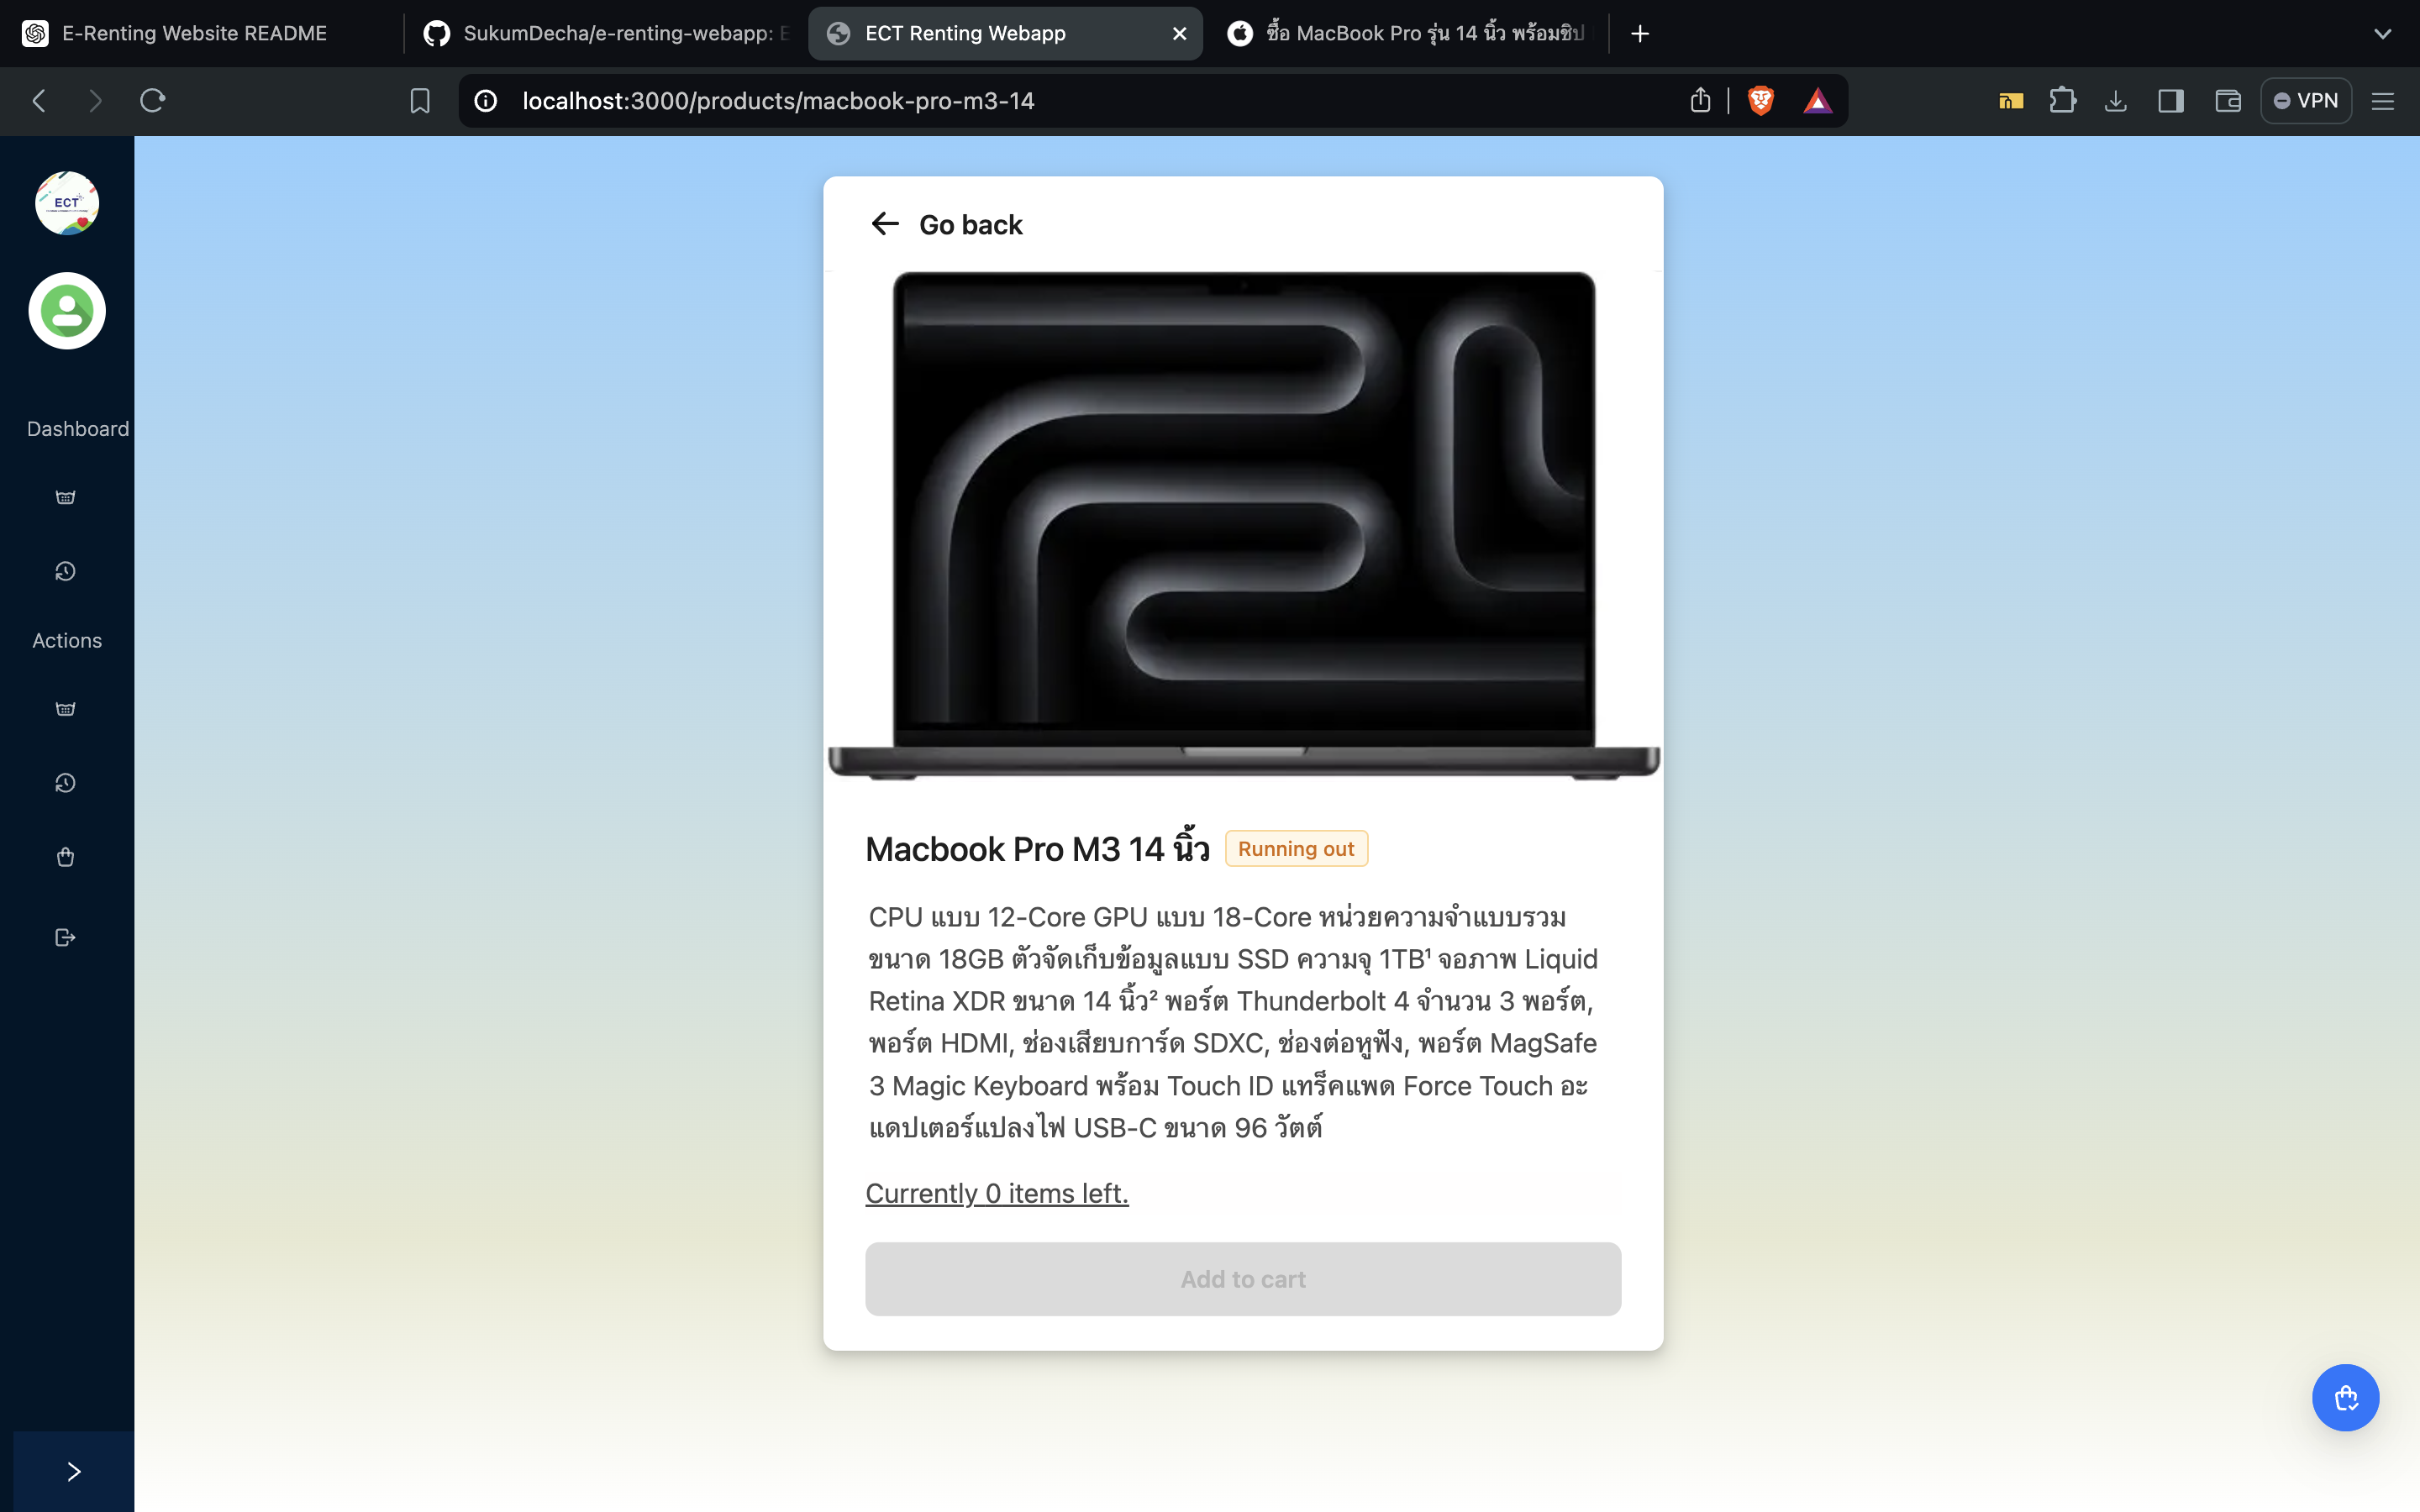 E-Renting Website README
SukumDecha/e-renting-webapp: E
ECT Renting Webapp
ซื้อ MacBook Pro รุ่น 14 นิ้ว พร้อมชิป
localhost:3000/products/macbook-pro-m3-14
VPN
ECT
Dashboard
Actions
Go back
Macbook Pro M3 14 นิ้ว Running out
CPU แบบ 12-Core GPU แบบ 18-Core หน่วยความจำแบบรวม
ขนาด 18GB ตัวจัดเก็บข้อมูลแบบ SSD ความจุ 1TB¹ จอภาพ Liquid
Retina XDR ขนาด 14 นิ้ว² พอร์ต Thunderbolt 4 จำนวน 3 พอร์ต,
พอร์ต HDMI, ช่องเสียบการ์ด SDXC, ช่องต่อหูฟัง, พอร์ต MagSafe
3 Magic Keyboard พร้อม Touch ID แทร็คแพด Force Touch อะ
แดปเตอร์แปลงไฟ USB-C ขนาด 96 วัตต์
Currently 0 items left.
Add to cart